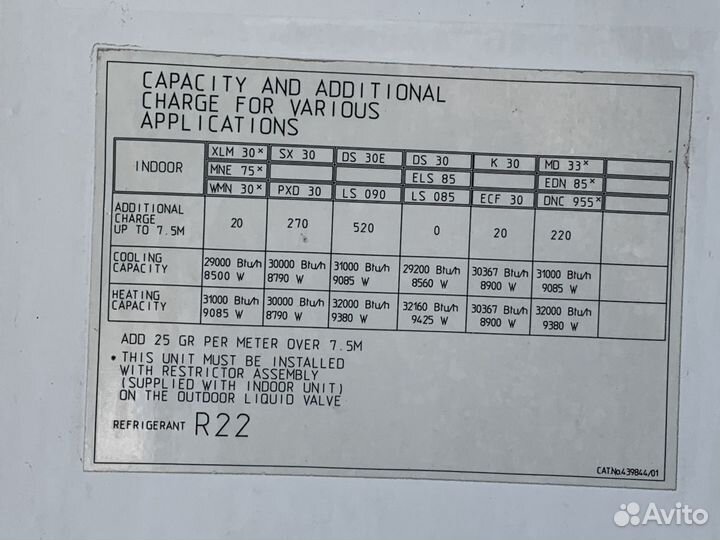 CAPACITY AND ADDITIONAL
CHARGE FOR VARIOUS
APPLICATIONS
INDOOR
XLM 30* SX 30 DS 30E DS 30 K 30 MD 33*
MNE 75* ELS 85 EDN 85*
WMN 30* PXD 30 LS 090 LS 085 ECF 30 DNC 955*
ADDITIONAL
CHARGE
UP TO 7.5M
20 270 520 0 20 220
COOLING
CAPACITY
29000 Btu/h 30000 Btu/h 31000 Btu/h 29200 Btu/h 30367 Btu/h 31000 Btu/h
8500 W 8790 W 9085 W 8560 W 8900 W 9085 W
HEATING
CAPACITY
31000 Btu/h 30000 Btu/h 32000 Btu/h 32160 Btu/h 30367 Btu/h 32000 Btu/h
9085 W 8790 W 9380 W 9425 W 8900 W 9380 W
ADD 25 GR PER METER OVER 7.5M
• THIS UNIT MUST BE INSTALLED
WITH RESTRICTOR ASSEMBLY
(SUPPLIED WITH INDOOR UNIT)
ON THE OUTDOOR LIQUID VALVE
REFRIGERANT R22
CAT.No.439844/01
Avito